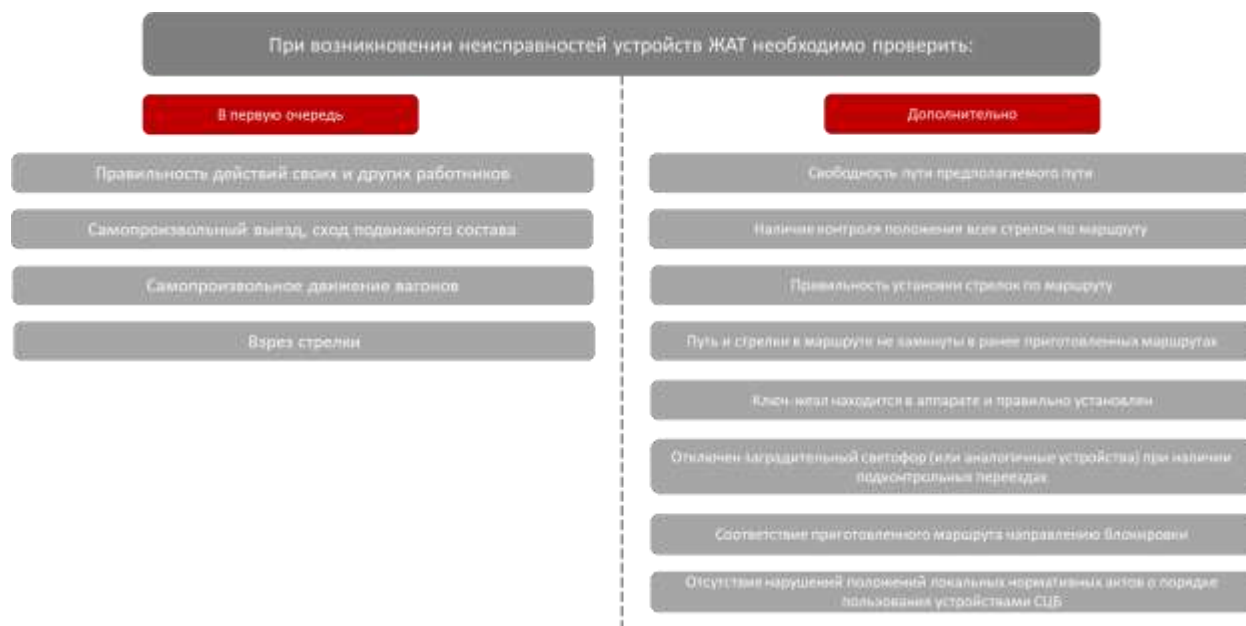 При возникновении неисправностей устройств ЖАТ необходимо проверить:
В первую очередь
Правильность действий своих и других работников
Самопроизвольный выезд, сход подвижного состава
Самопроизвольное движение вагонов
Взрез стрелки
Дополнительно
Свободность пути предполагаемого пути
Наличие контроля положения всех стрелок по маршруту
Правильность установки стрелок по маршруту
Путь и стрелки в маршруте не замкнуты в ранее приготовленных маршрутах
Ключ-жезл находится в аппарате и правильно установлен
Отключен заградительный светофор (или аналогичные устройства) при наличии
подконтрольных переездах
Соответствие приготовленного маршрута направлению блокировки
Отсутствие нарушений положений локальных нормативных актов о порядке
пользования устройствами СЦБ